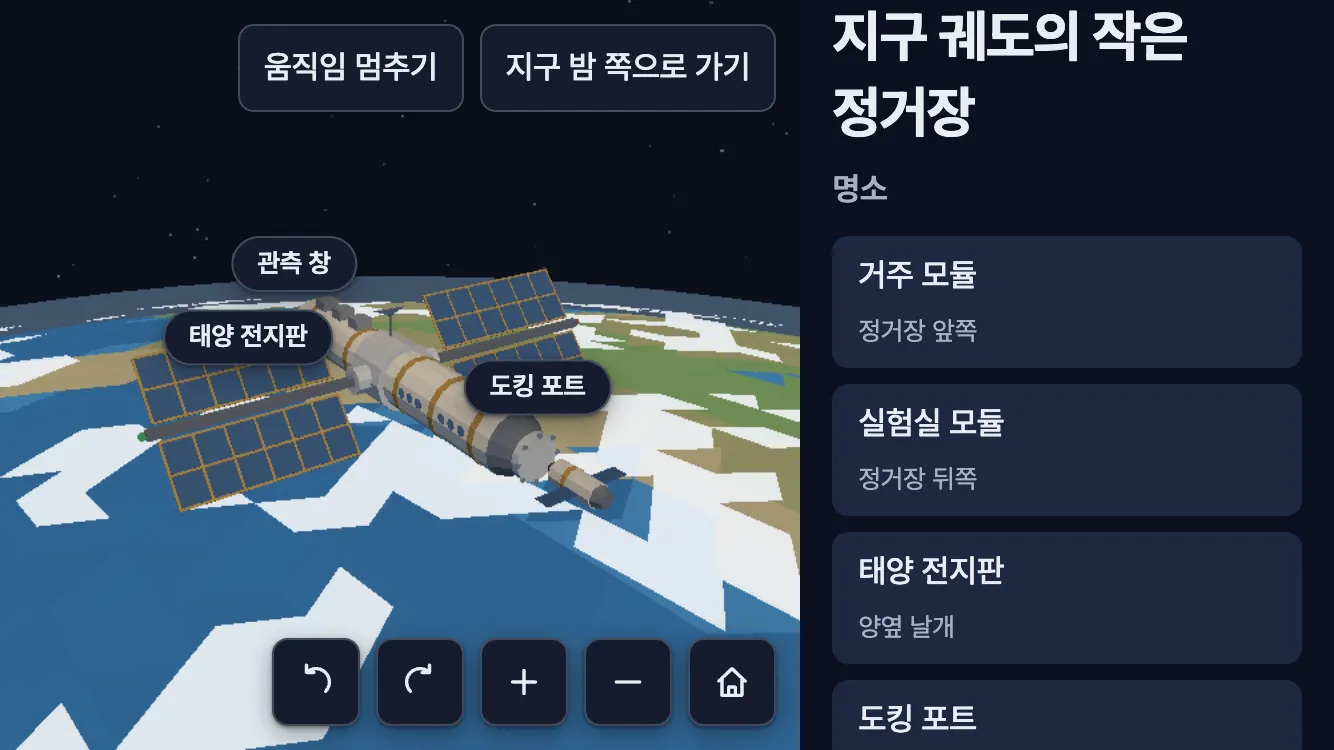 움직임 멈추기
지구 밤 쪽으로 가기
관측 창
태양 전지판
도킹 포트
지구 궤도의 작은
정거장
명소
거주 모듈
정거장 앞쪽
실험실 모듈
정거장 뒤쪽
태양 전지판
양옆 날개
도킹 포트